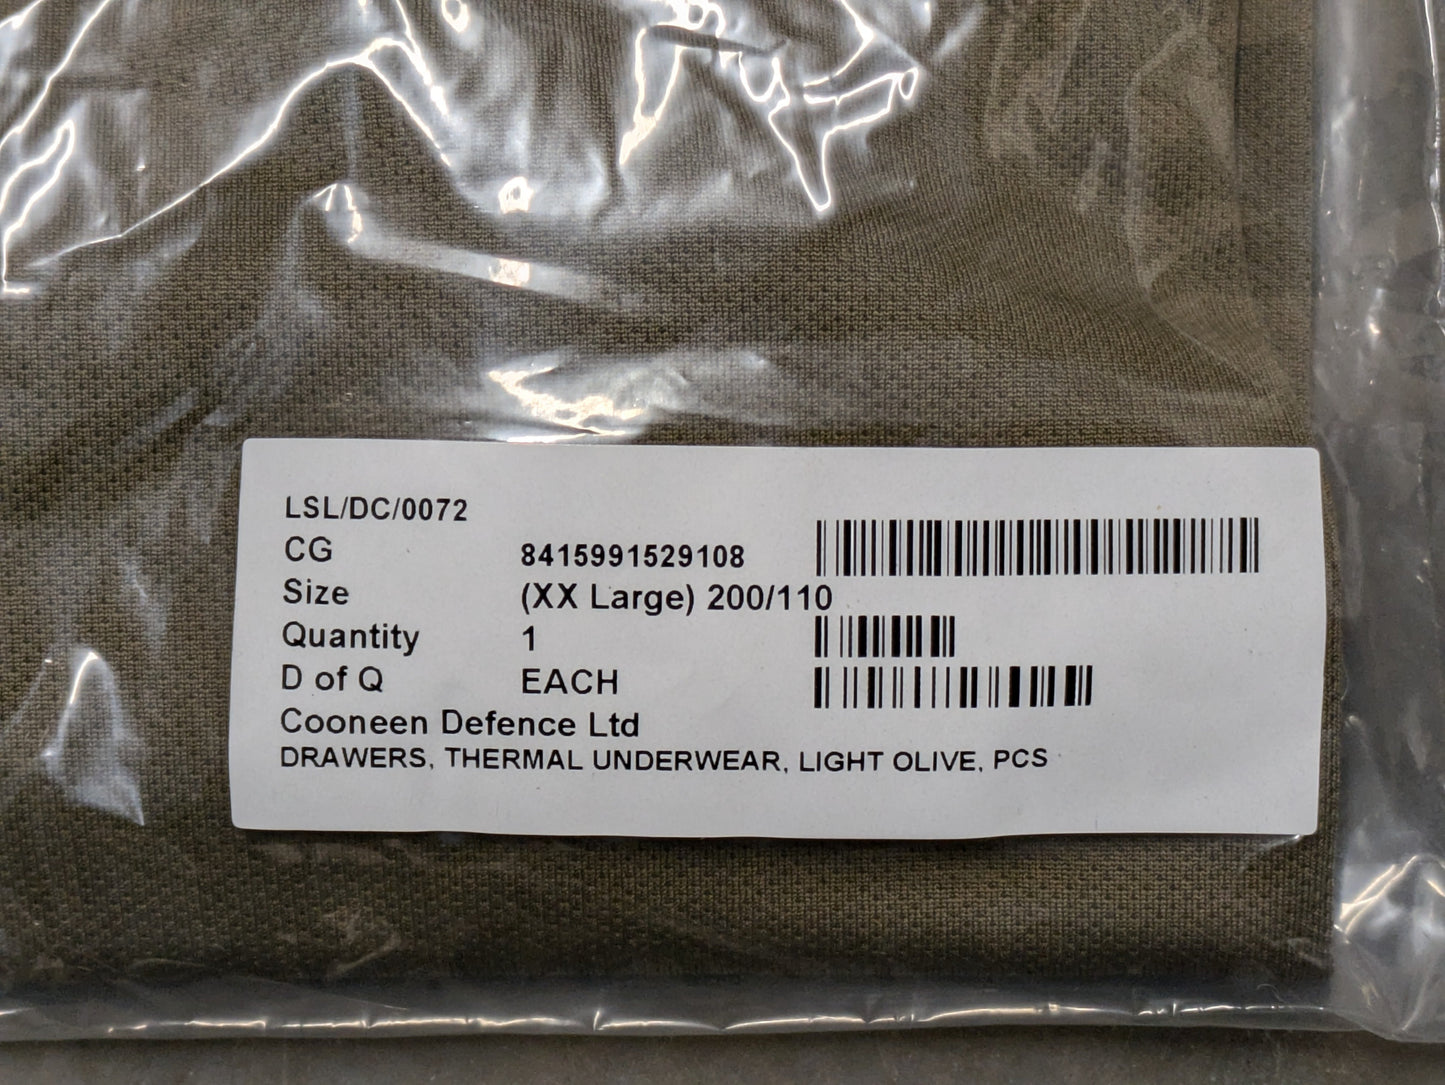 LSL/DC/0072
CG 8415991529108
Size (XX Large) 200/110
Quantity 1
D of Q EACH
Cooneen Defence Ltd
DRAWERS, THERMAL UNDERWEAR, LIGHT OLIVE, PCS